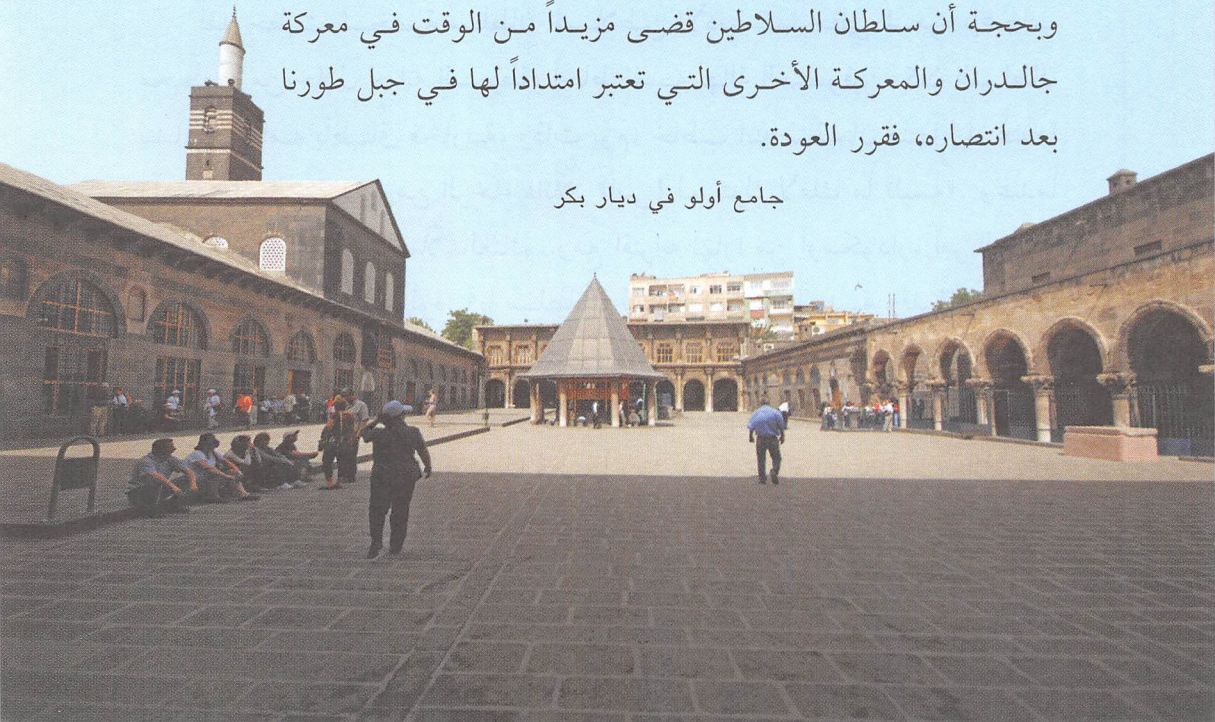 وبحجة أن سلطان السلاطين قضى مزيداً من الوقت في معركة
جالدران والمعركة الأخرى التي تعتبر امتداداً لها في جبل طورنا
بعد انتصاره، فقرر العودة.
جامع أولو في ديار بكر